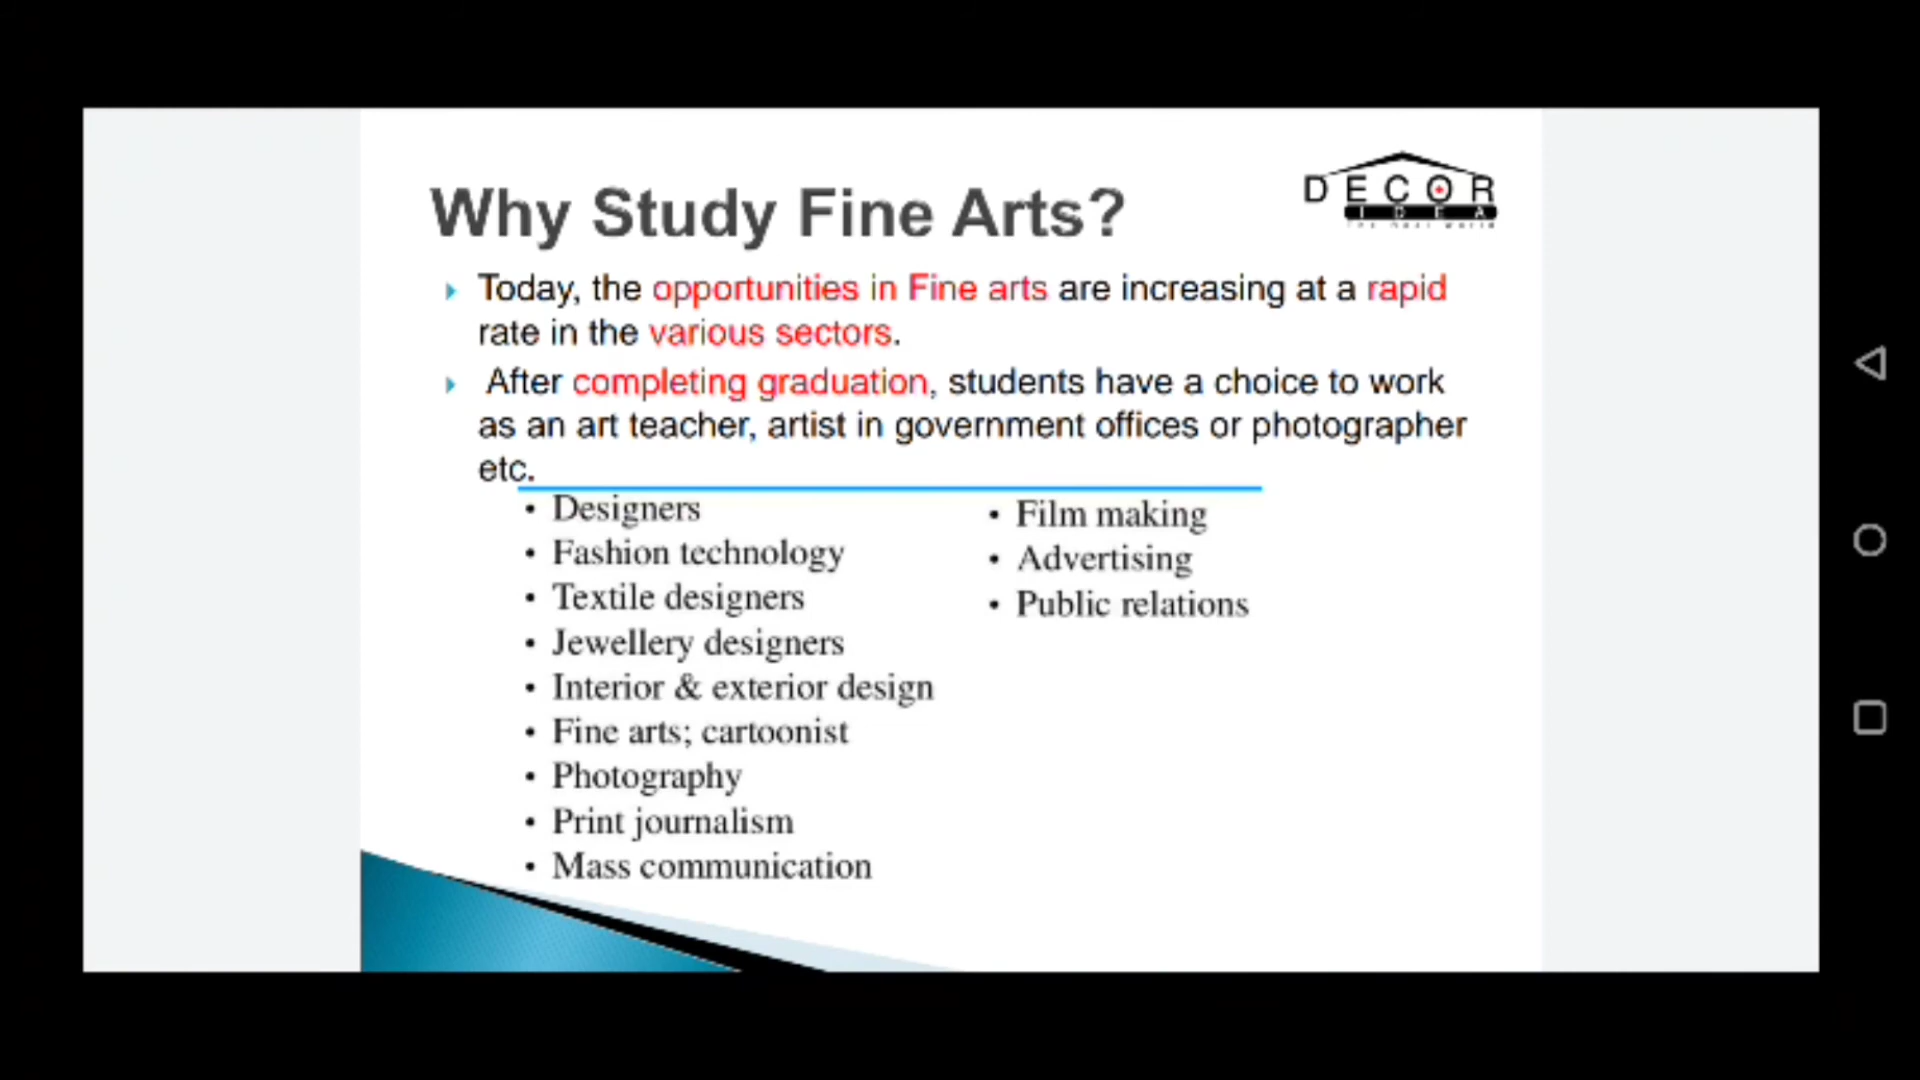 Why Study Fine Arts?
DECOR
IDEA
Today, the opportunities in Fine arts are increasing at a rapid
rate in the various sectors.
After completing graduation, students have a choice to work
as an art teacher, artist in government offices or photographer
etc.
• Designers
• Fashion technology
• Textile designers
• Jewellery designers
• Interior & exterior design
• Fine arts; cartoonist
• Photography
• Print journalism
• Mass communication
• Film making
• Advertising
• Public relations